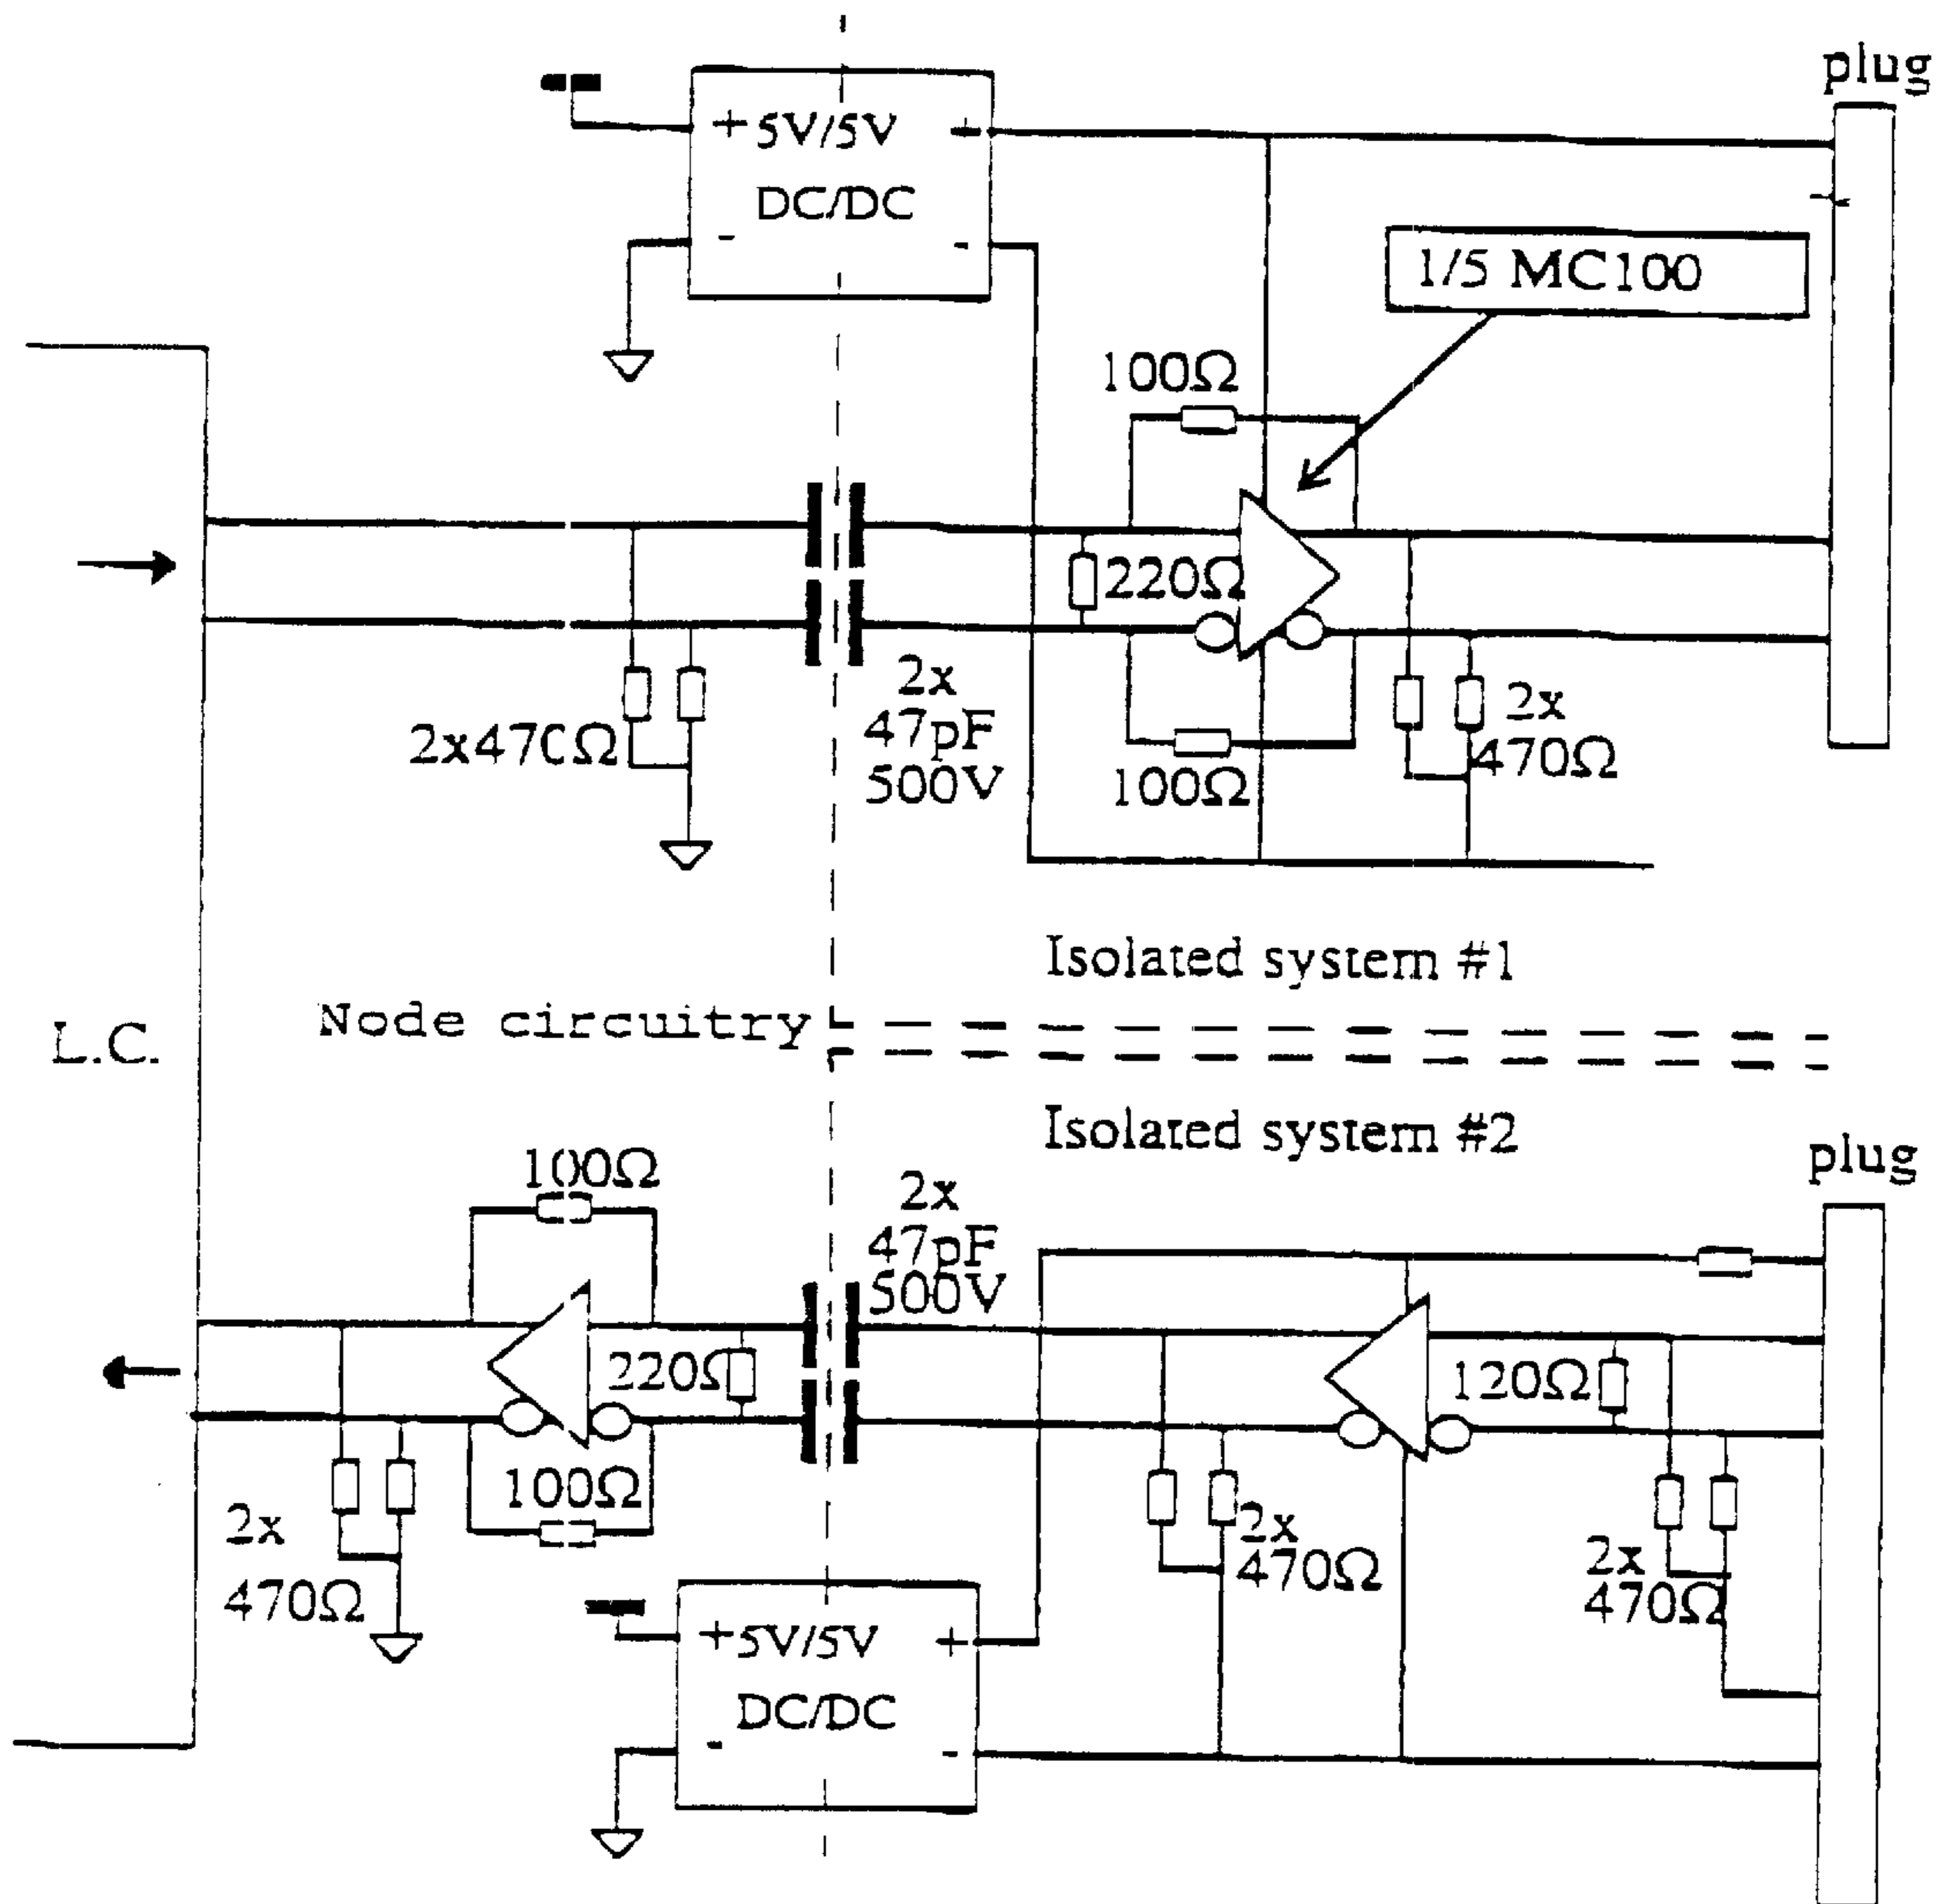 plug
+5V/5V +
DC/DC
- -
1/5 MC100
100Ω
220Ω
2x470Ω
2x
47pF
500V
100Ω
2x
470Ω
Isolated system #1
Node circuitry
L.C.
Isolated system #2
plug
100Ω
2x
47pF
500V
220Ω
120Ω
100Ω
2x
470Ω
2x
470Ω
2x
470Ω
+5V/5V +
DC/DC
- -